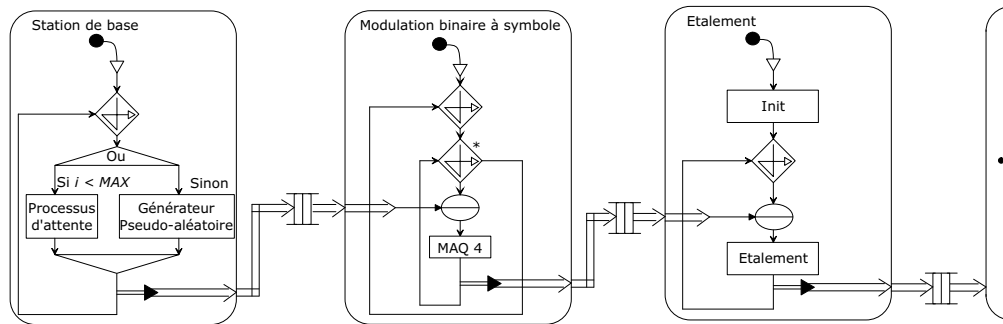 Station de base
Ou
Si i < MAX
Sinon
Processus
d'attente
Générateur
Pseudo-aléatoire
Modulation binaire à symbole
*
MAQ 4
Etalement
Init
Etalement